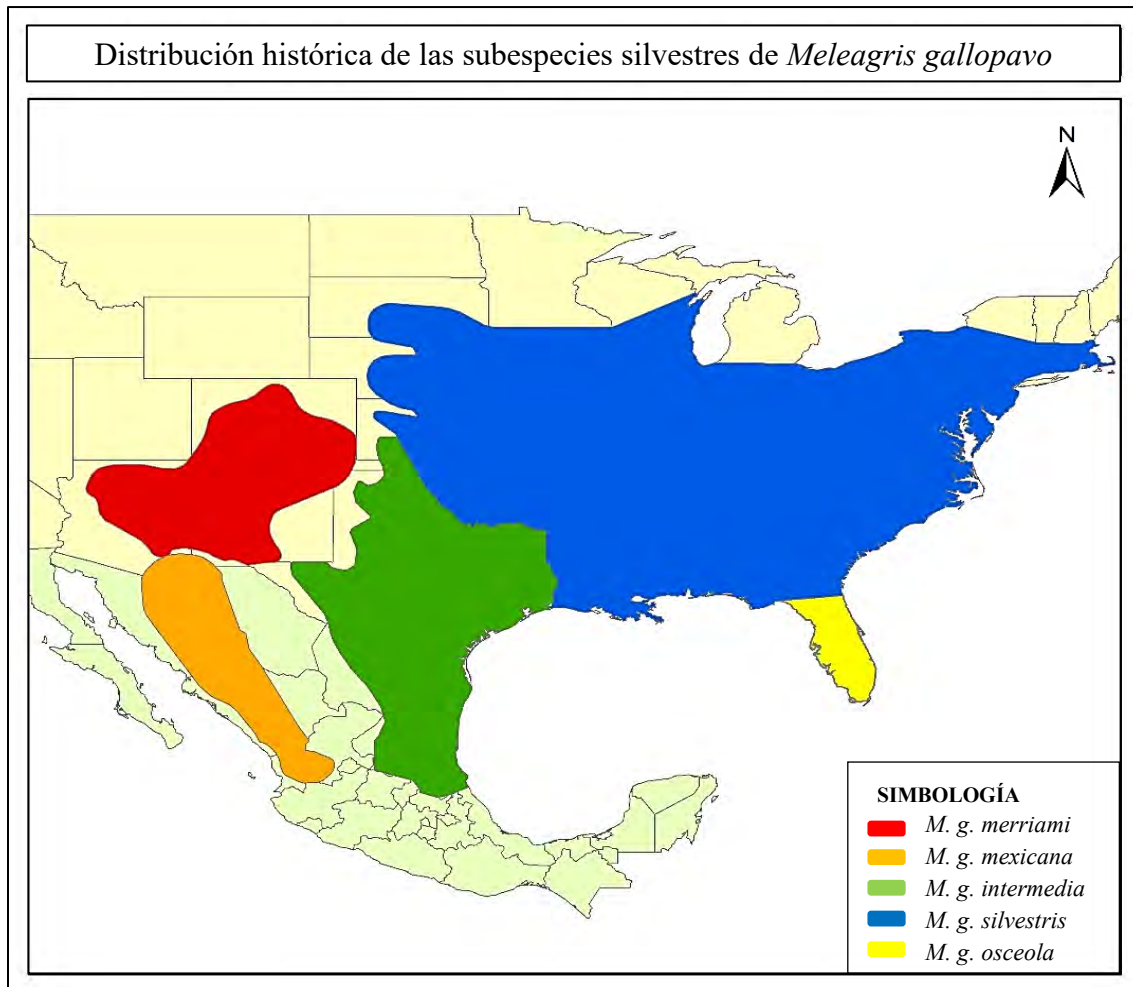 Distribución histórica de las subespecies silvestres de Meleagris gallopavo
N
SIMBOLOGÍA
M. g. merriami
M. g. mexicana
M. g. intermedia
M. g. silvestris
M. g. osceola